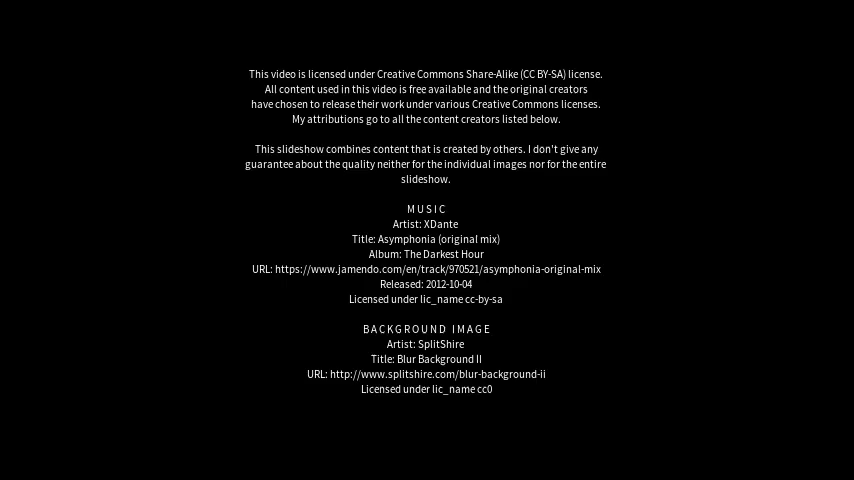 This video is licensed under Creative Commons Share-Alike (CC BY-SA) license.
All content used in this video is free available and the original creators
have chosen to release their work under various Creative Commons licenses.
My attributions go to all the content creators listed below.
This slideshow combines content that is created by others. I don't give any
guarantee about the quality neither for the individual images nor for the entire
slideshow.
MUSIC
Artist: XDante
Title: Asymphonia (original mix)
Album: The Darkest Hour
URL: https://www.jamendo.com/en/track/970521/asymphonia-original-mix
Released: 2012-10-04
Licensed under lic_name cc-by-sa
BACKGROUND IMAGE
Artist: SplitShire
Title: Blur Background II
URL: http://www.splitshire.com/blur-background-ii
Licensed under lic_name cc0